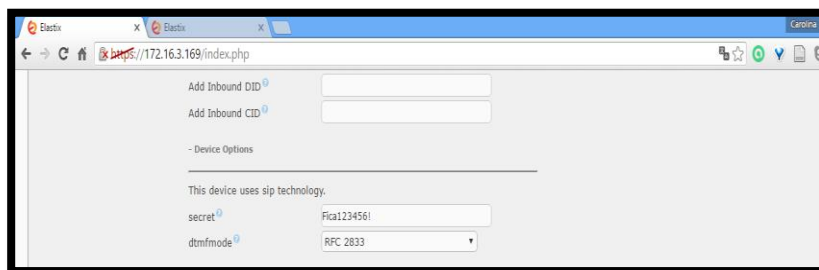 Elastix
Elastix
Carolina
https://172.16.3.169/index.php
Add Inbound DID
Add Inbound CID
- Device Options
This device uses sip technology.
secret
Fica123456!
dtmfmode
RFC 2833